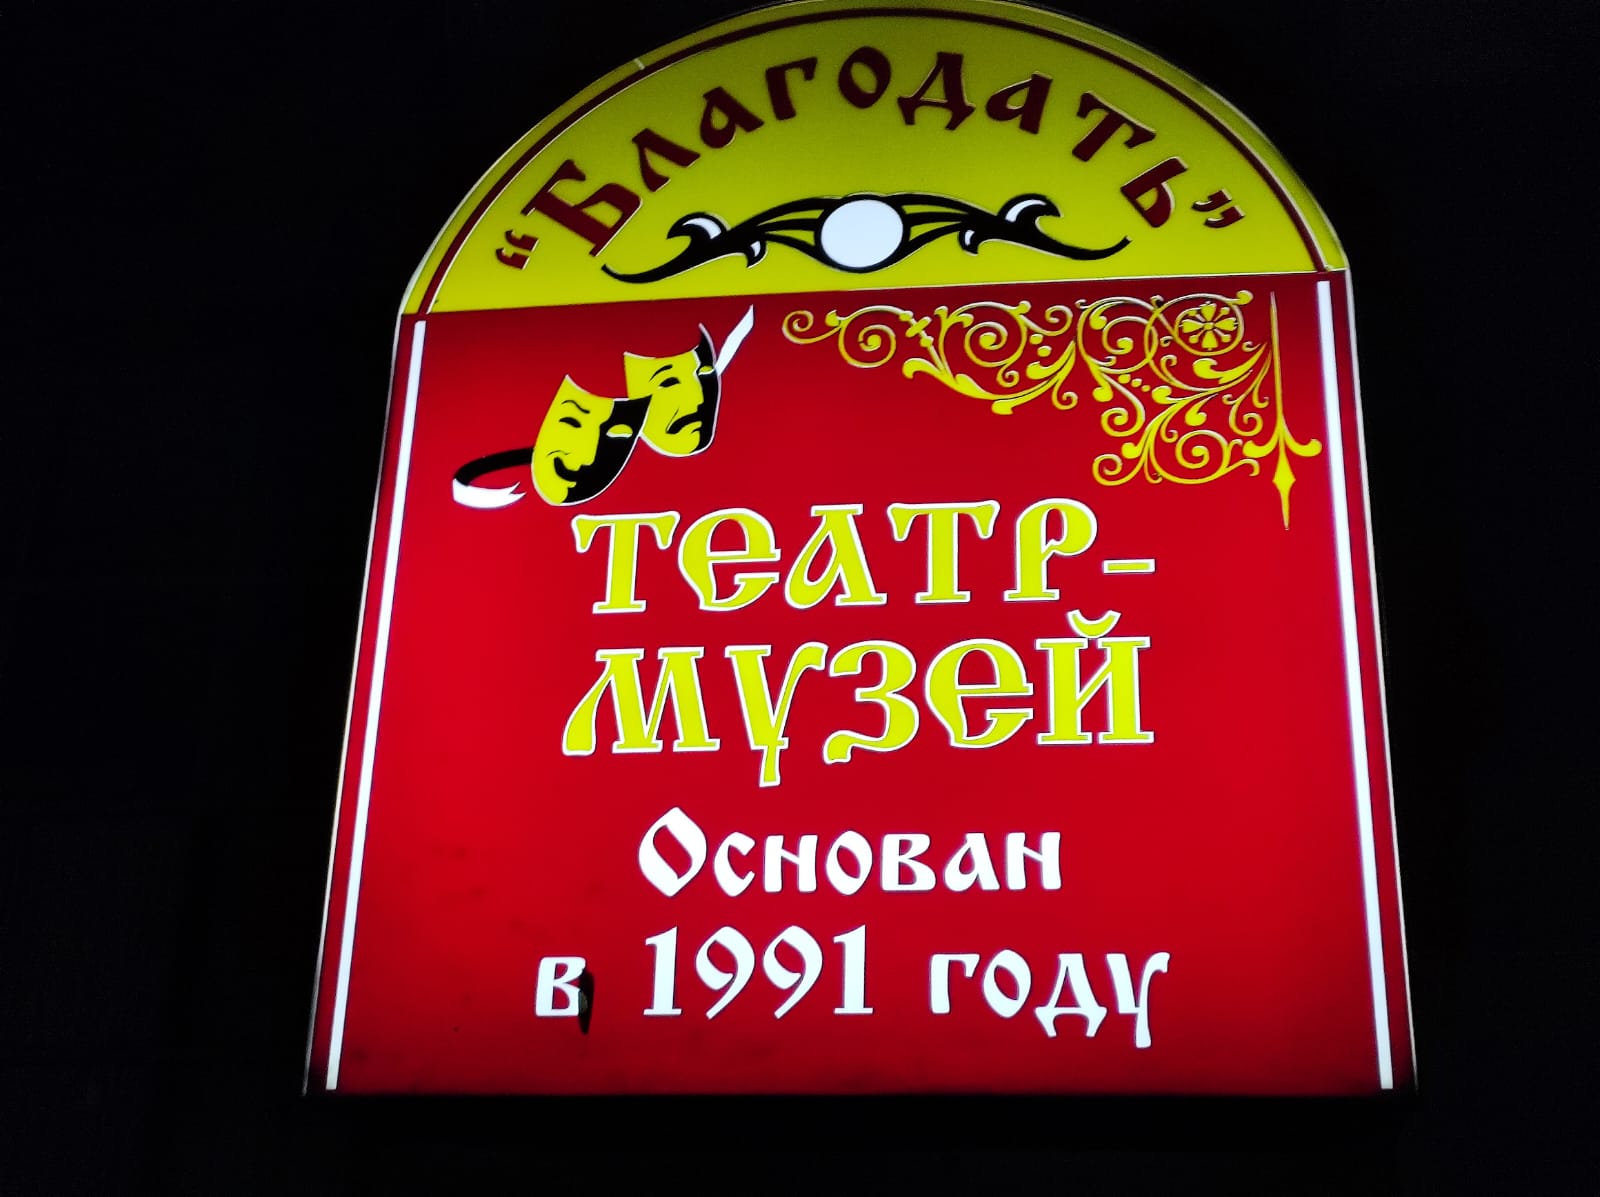 “Благодать”
ТЕАТР-
МУЗЕЙ
Основан
в 1991 году